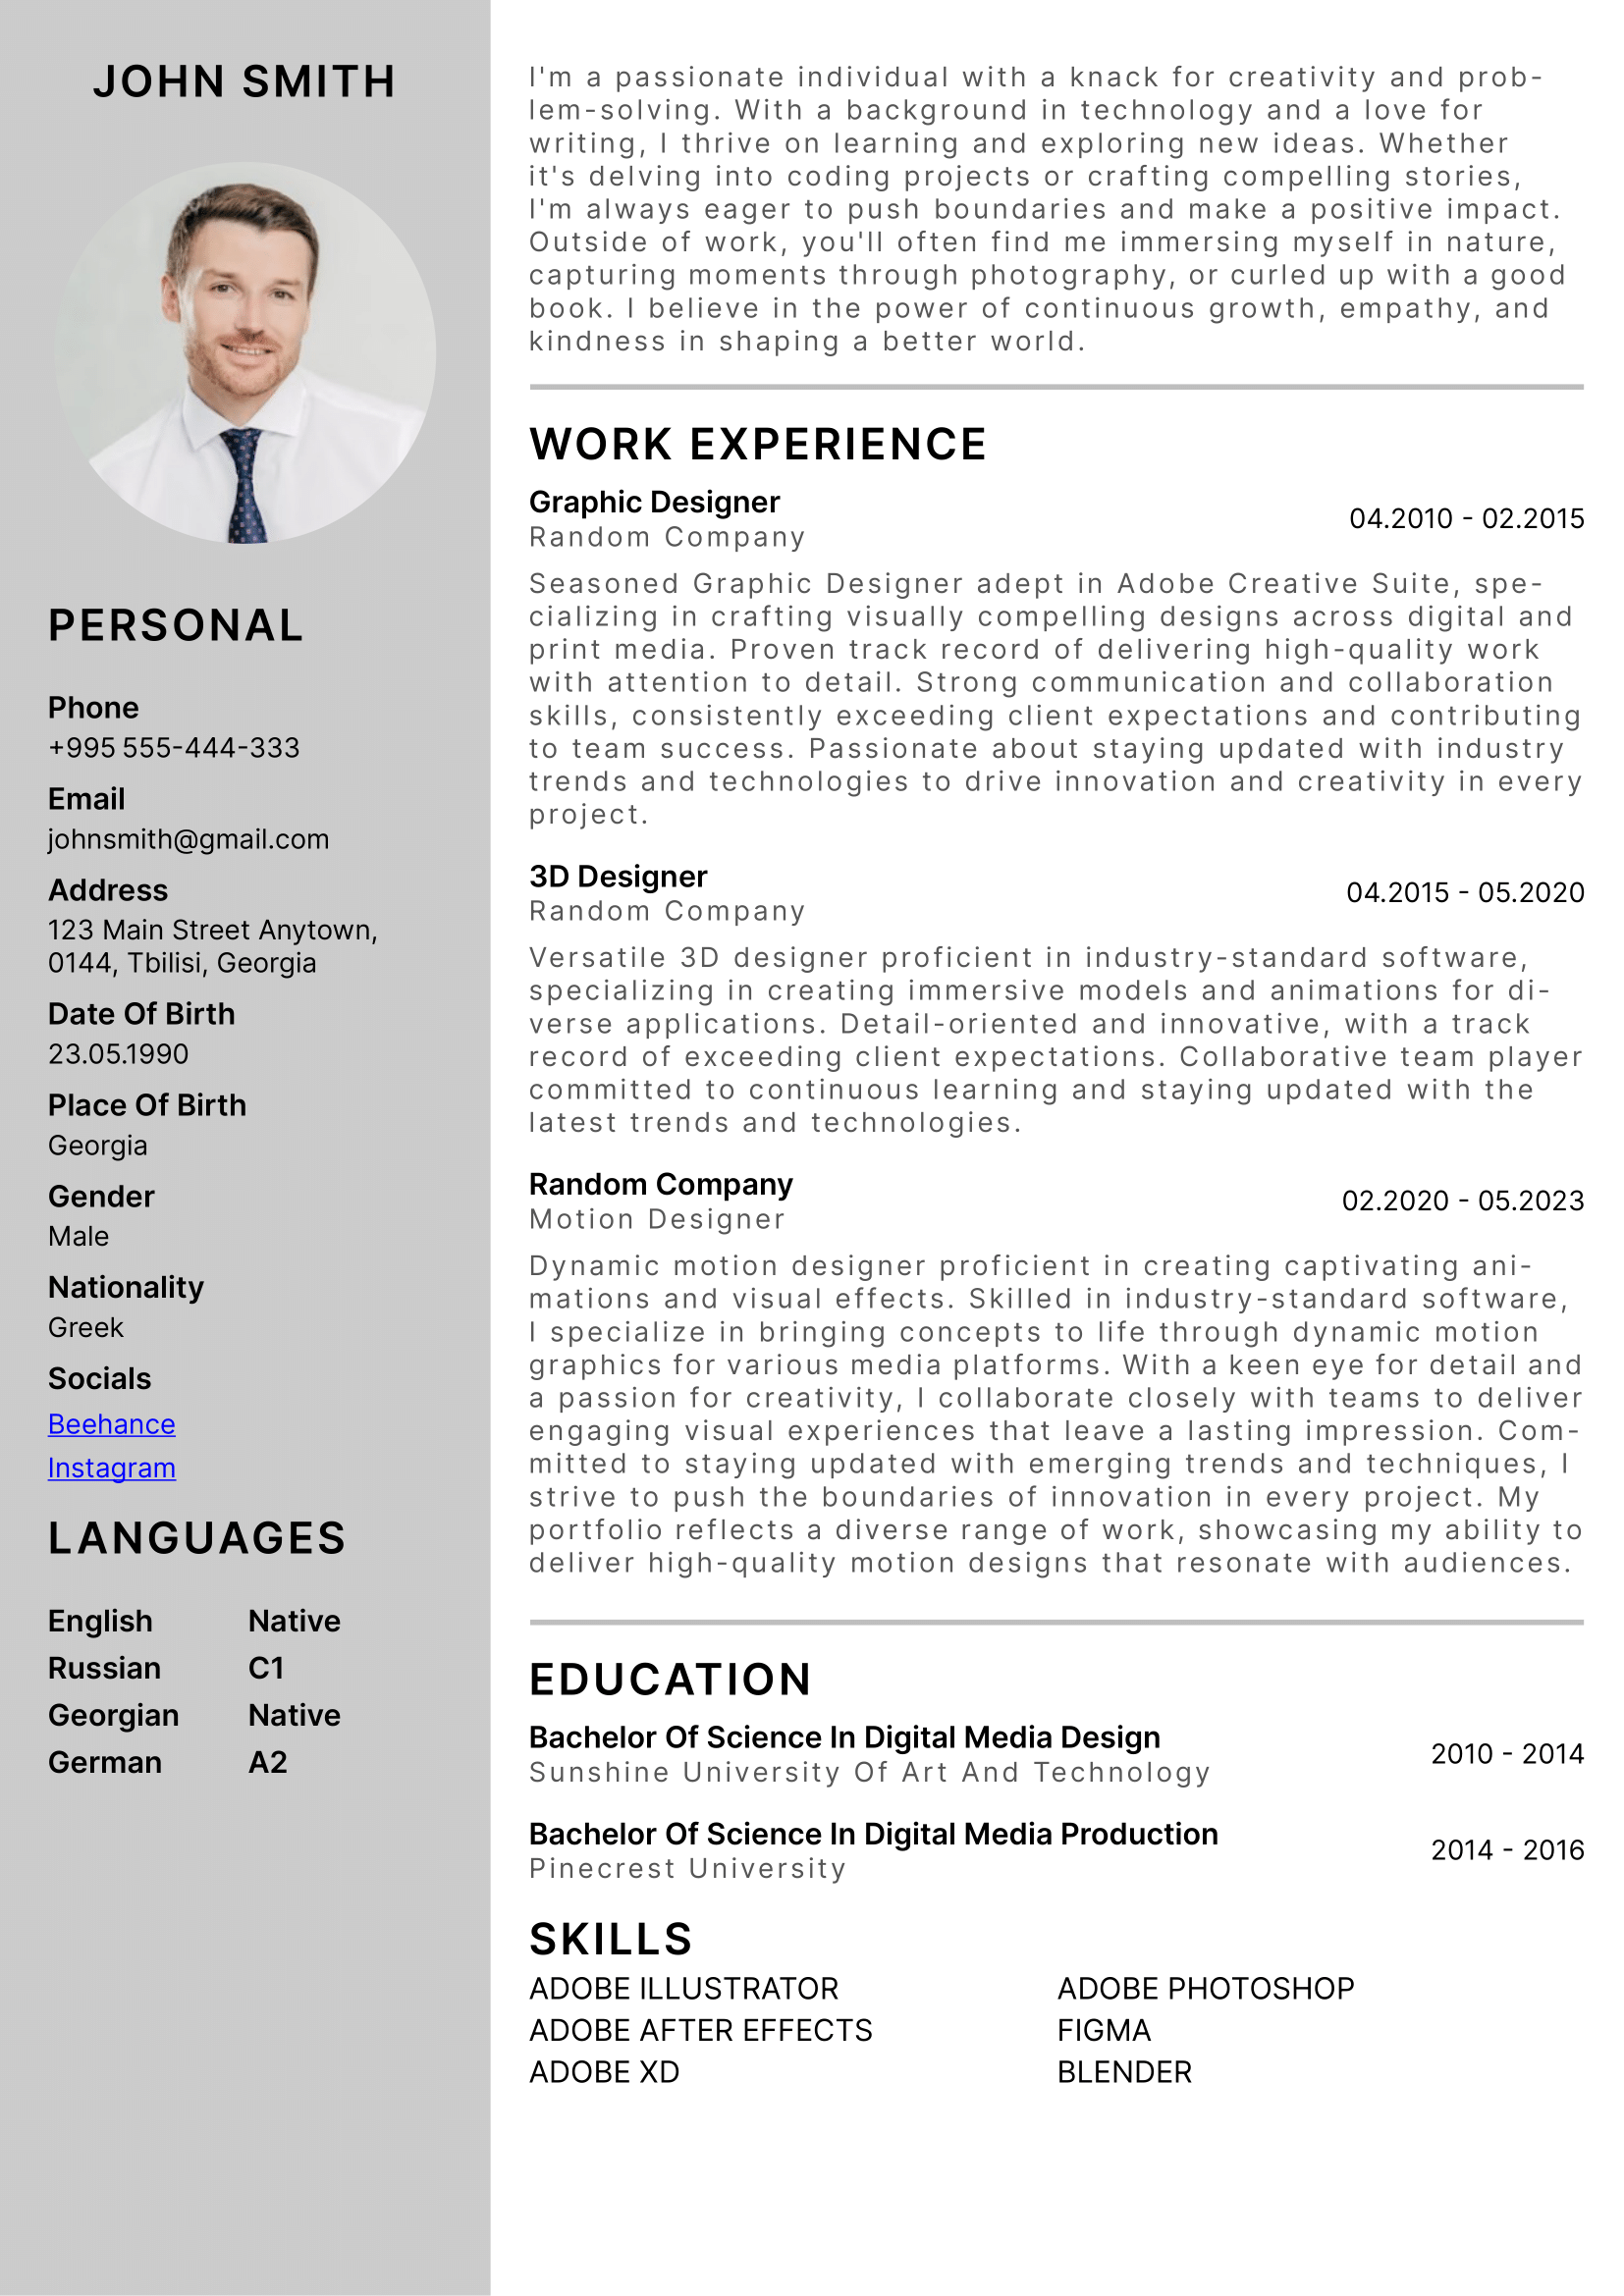 JOHN SMITH
PERSONAL
Phone
+995 555-444-333
Email
johnsmith@gmail.com
Address
123 Main Street Anytown,
0144, Tbilisi, Georgia
Date Of Birth
23.05.1990
Place Of Birth
Georgia
Gender
Male
Nationality
Greek
Socials
Beehance
Instagram
LANGUAGES
English Native
Russian C1
Georgian Native
German A2
I'm a passionate individual with a knack for creativity and prob-
lem-solving. With a background in technology and a love for
writing, I thrive on learning and exploring new ideas. Whether
it's delving into coding projects or crafting compelling stories,
I'm always eager to push boundaries and make a positive impact.
Outside of work, you'll often find me immersing myself in nature,
capturing moments through photography, or curled up with a good
book. I believe in the power of continuous growth, empathy, and
kindness in shaping a better world.
WORK EXPERIENCE
Graphic Designer
Random Company
04.2010 - 02.2015
Seasoned Graphic Designer adept in Adobe Creative Suite, spe-
cializing in crafting visually compelling designs across digital and
print media. Proven track record of delivering high-quality work
with attention to detail. Strong communication and collaboration
skills, consistently exceeding client expectations and contributing
to team success. Passionate about staying updated with industry
trends and technologies to drive innovation and creativity in every
project.
3D Designer
Random Company
04.2015 - 05.2020
Versatile 3D designer proficient in industry-standard software,
specializing in creating immersive models and animations for di-
verse applications. Detail-oriented and innovative, with a track
record of exceeding client expectations. Collaborative team player
committed to continuous learning and staying updated with the
latest trends and technologies.
Random Company
Motion Designer
02.2020 - 05.2023
Dynamic motion designer proficient in creating captivating ani-
mations and visual effects. Skilled in industry-standard software,
I specialize in bringing concepts to life through dynamic motion
graphics for various media platforms. With a keen eye for detail and
a passion for creativity, I collaborate closely with teams to deliver
engaging visual experiences that leave a lasting impression. Com-
mitted to staying updated with emerging trends and techniques, I
strive to push the boundaries of innovation in every project. My
portfolio reflects a diverse range of work, showcasing my ability to
deliver high-quality motion designs that resonate with audiences.
EDUCATION
Bachelor Of Science In Digital Media Design
Sunshine University Of Art And Technology
2010 - 2014
Bachelor Of Science In Digital Media Production
Pinecrest University
2014 - 2016
SKILLS
ADOBE ILLUSTRATOR ADOBE PHOTOSHOP
ADOBE AFTER EFFECTS FIGMA
ADOBE XD BLENDER